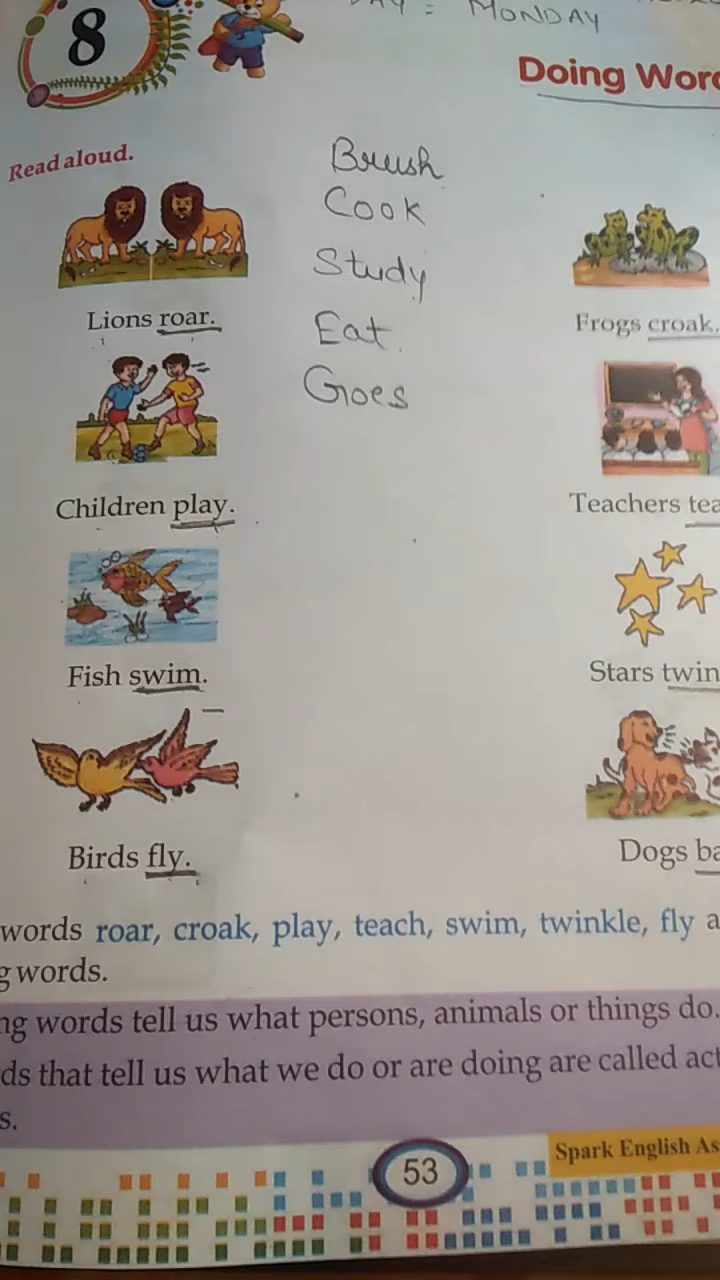 8
AY = MONDAY
Doing Wor
Read aloud.
Brush
Cook
Study
Eat.
Goes
Lions roar.
Frogs croak.
Children play.
Teachers tea
Fish swim.
Stars twin
Birds fly.
Dogs ba
words roar, croak, play, teach, swim, twinkle, fly a
g words.
ng words tell us what persons, animals or things do.
ds that tell us what we do or are doing are called act
s.
53
Spark English As